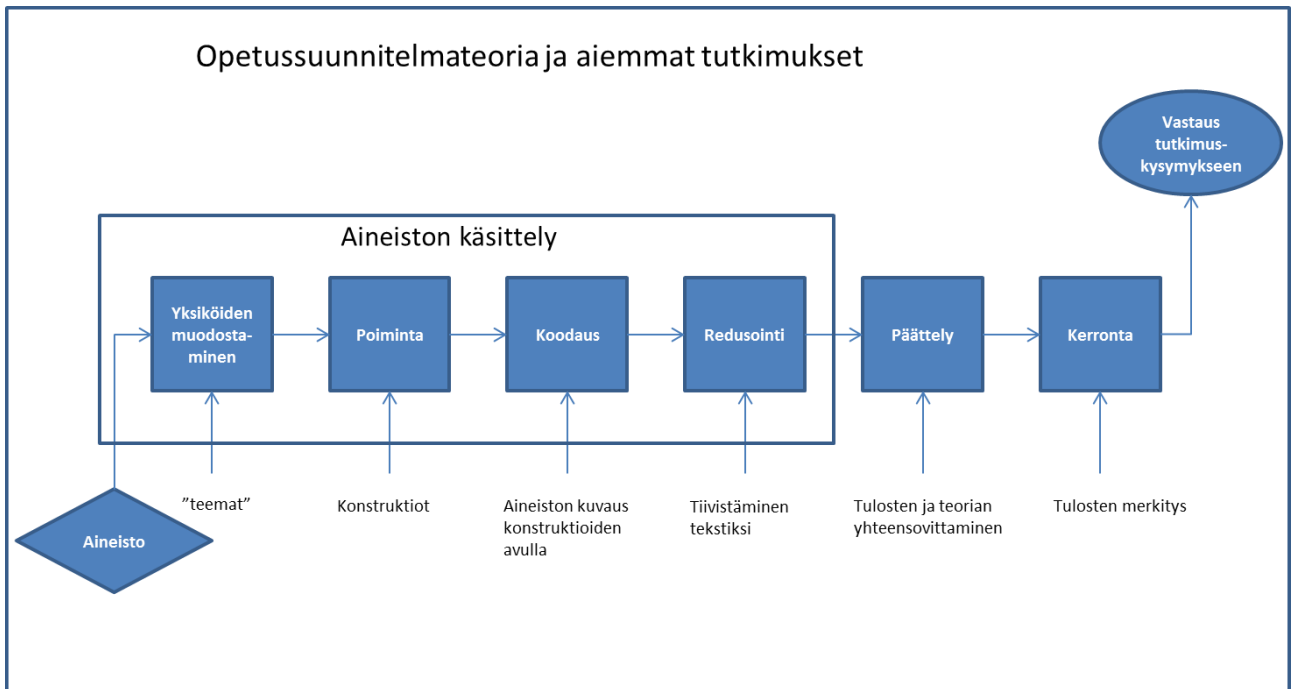 Opetussuunnitelmateoria ja aiemmat tutkimukset
Vastaus
tutkimus-
kysymykseen
Aineiston käsittely
Yksiköiden
muodosta-
minen
Poiminta
Koodaus
Redusointi
Päättely
Kerronta
Aineisto
”teemat”
Konstruktiot
Aineiston kuvaus
konstruktioiden
avulla
Tiivistäminen
tekstiksi
Tulosten ja teorian
yhteensovittaminen
Tulosten merkitys